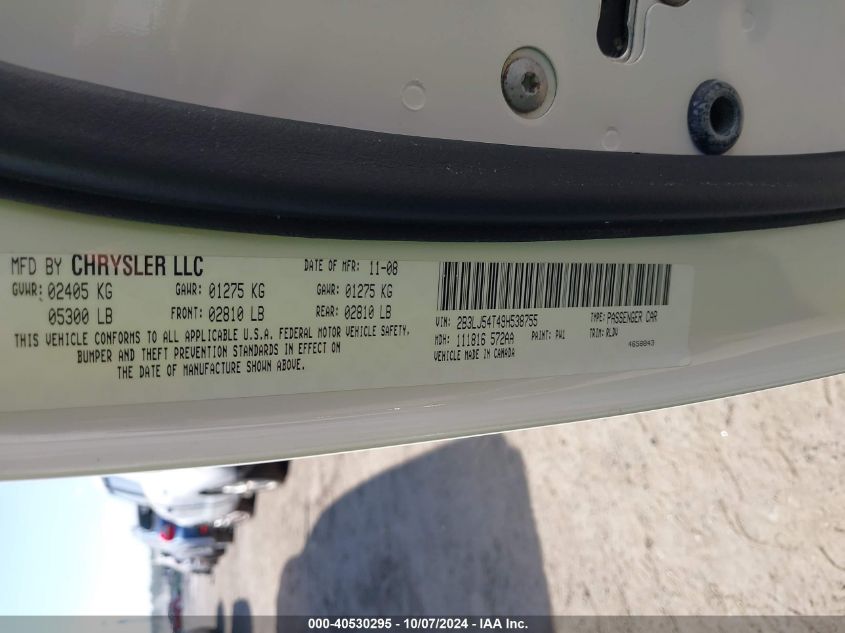 MFD BY CHRYSLER LLC DATE OF MFR: 11-08
GVWR: 02405 KG GAWR: 01275 KG GAWR: 01275 KG
05300 LB FRONT: 02810 LB REAR: 02810 LB
THIS VEHICLE CONFORMS TO ALL APPLICABLE U.S.A. FEDERAL MOTOR VEHICLE SAFETY,
BUMPER AND THEFT PREVENTION STANDARDS IN EFFECT ON
THE DATE OF MANUFACTURE SHOWN ABOVE.
VIN: 2B3LJ54T49H538755 TYPE: PASSENGER CAR
MDH: 111816 572AA PAINT: PW1 TRIM: RLDV
VEHICLE MADE IN CANADA 4658843
000-40530295 - 10/07/2024 - IAA Inc.